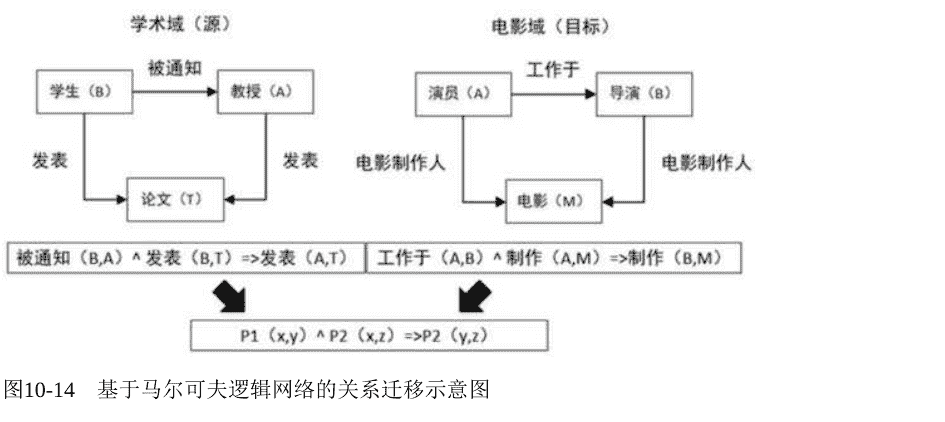 学术域（源） 电影域（目标）
被通知 工作于
学生（B） 教授（A） 演员（A） 导演（B）
发表 发表 电影制作人 电影制作人
论文（T） 电影（M）
被通知（B,A）^ 发表（B,T）=>发表（A,T） 工作于（A,B）^ 制作（A,M）=>制作（B,M）
P1（x,y）^ P2（x,z）=>P2（y,z）
图10-14 基于马尔可夫逻辑网络的关系迁移示意图